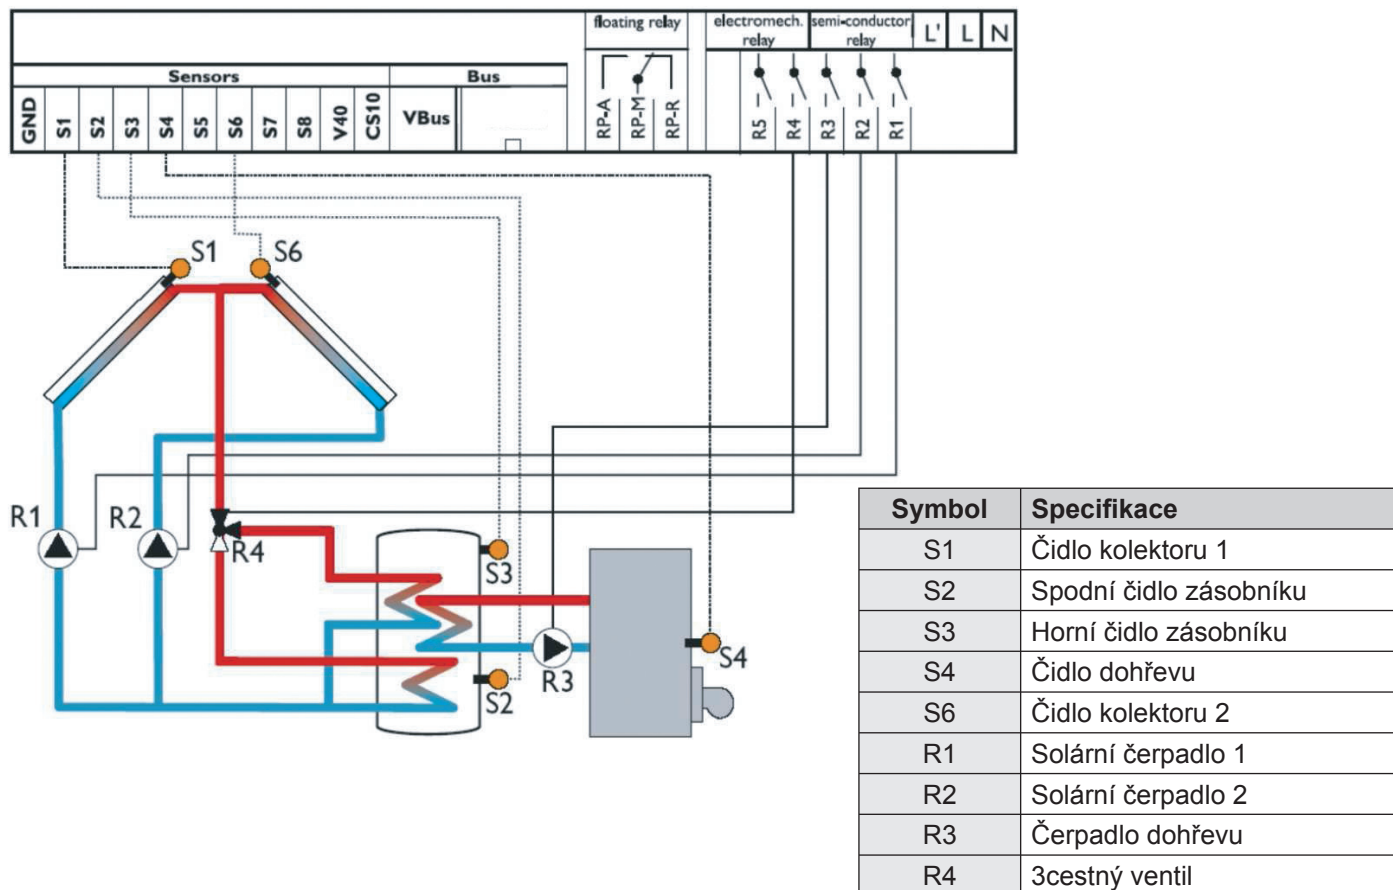 floating relay
electromech. relay
semi-conductor relay
L' L N
Sensors
Bus
GND S1 S2 S3 S4 S5 S6 S7 S8 V40 CS10 VBus
RP-A RP-M RP-R
R5 R4 R3 R2 R1
S1 S6
R1 R2 R4
S3
S4
R3
S2
Symbol Specifikace
S1 Čidlo kolektoru 1
S2 Spodní čidlo zásobníku
S3 Horní čidlo zásobníku
S4 Čidlo dohřevu
S6 Čidlo kolektoru 2
R1 Solární čerpadlo 1
R2 Solární čerpadlo 2
R3 Čerpadlo dohřevu
R4 3cestný ventil